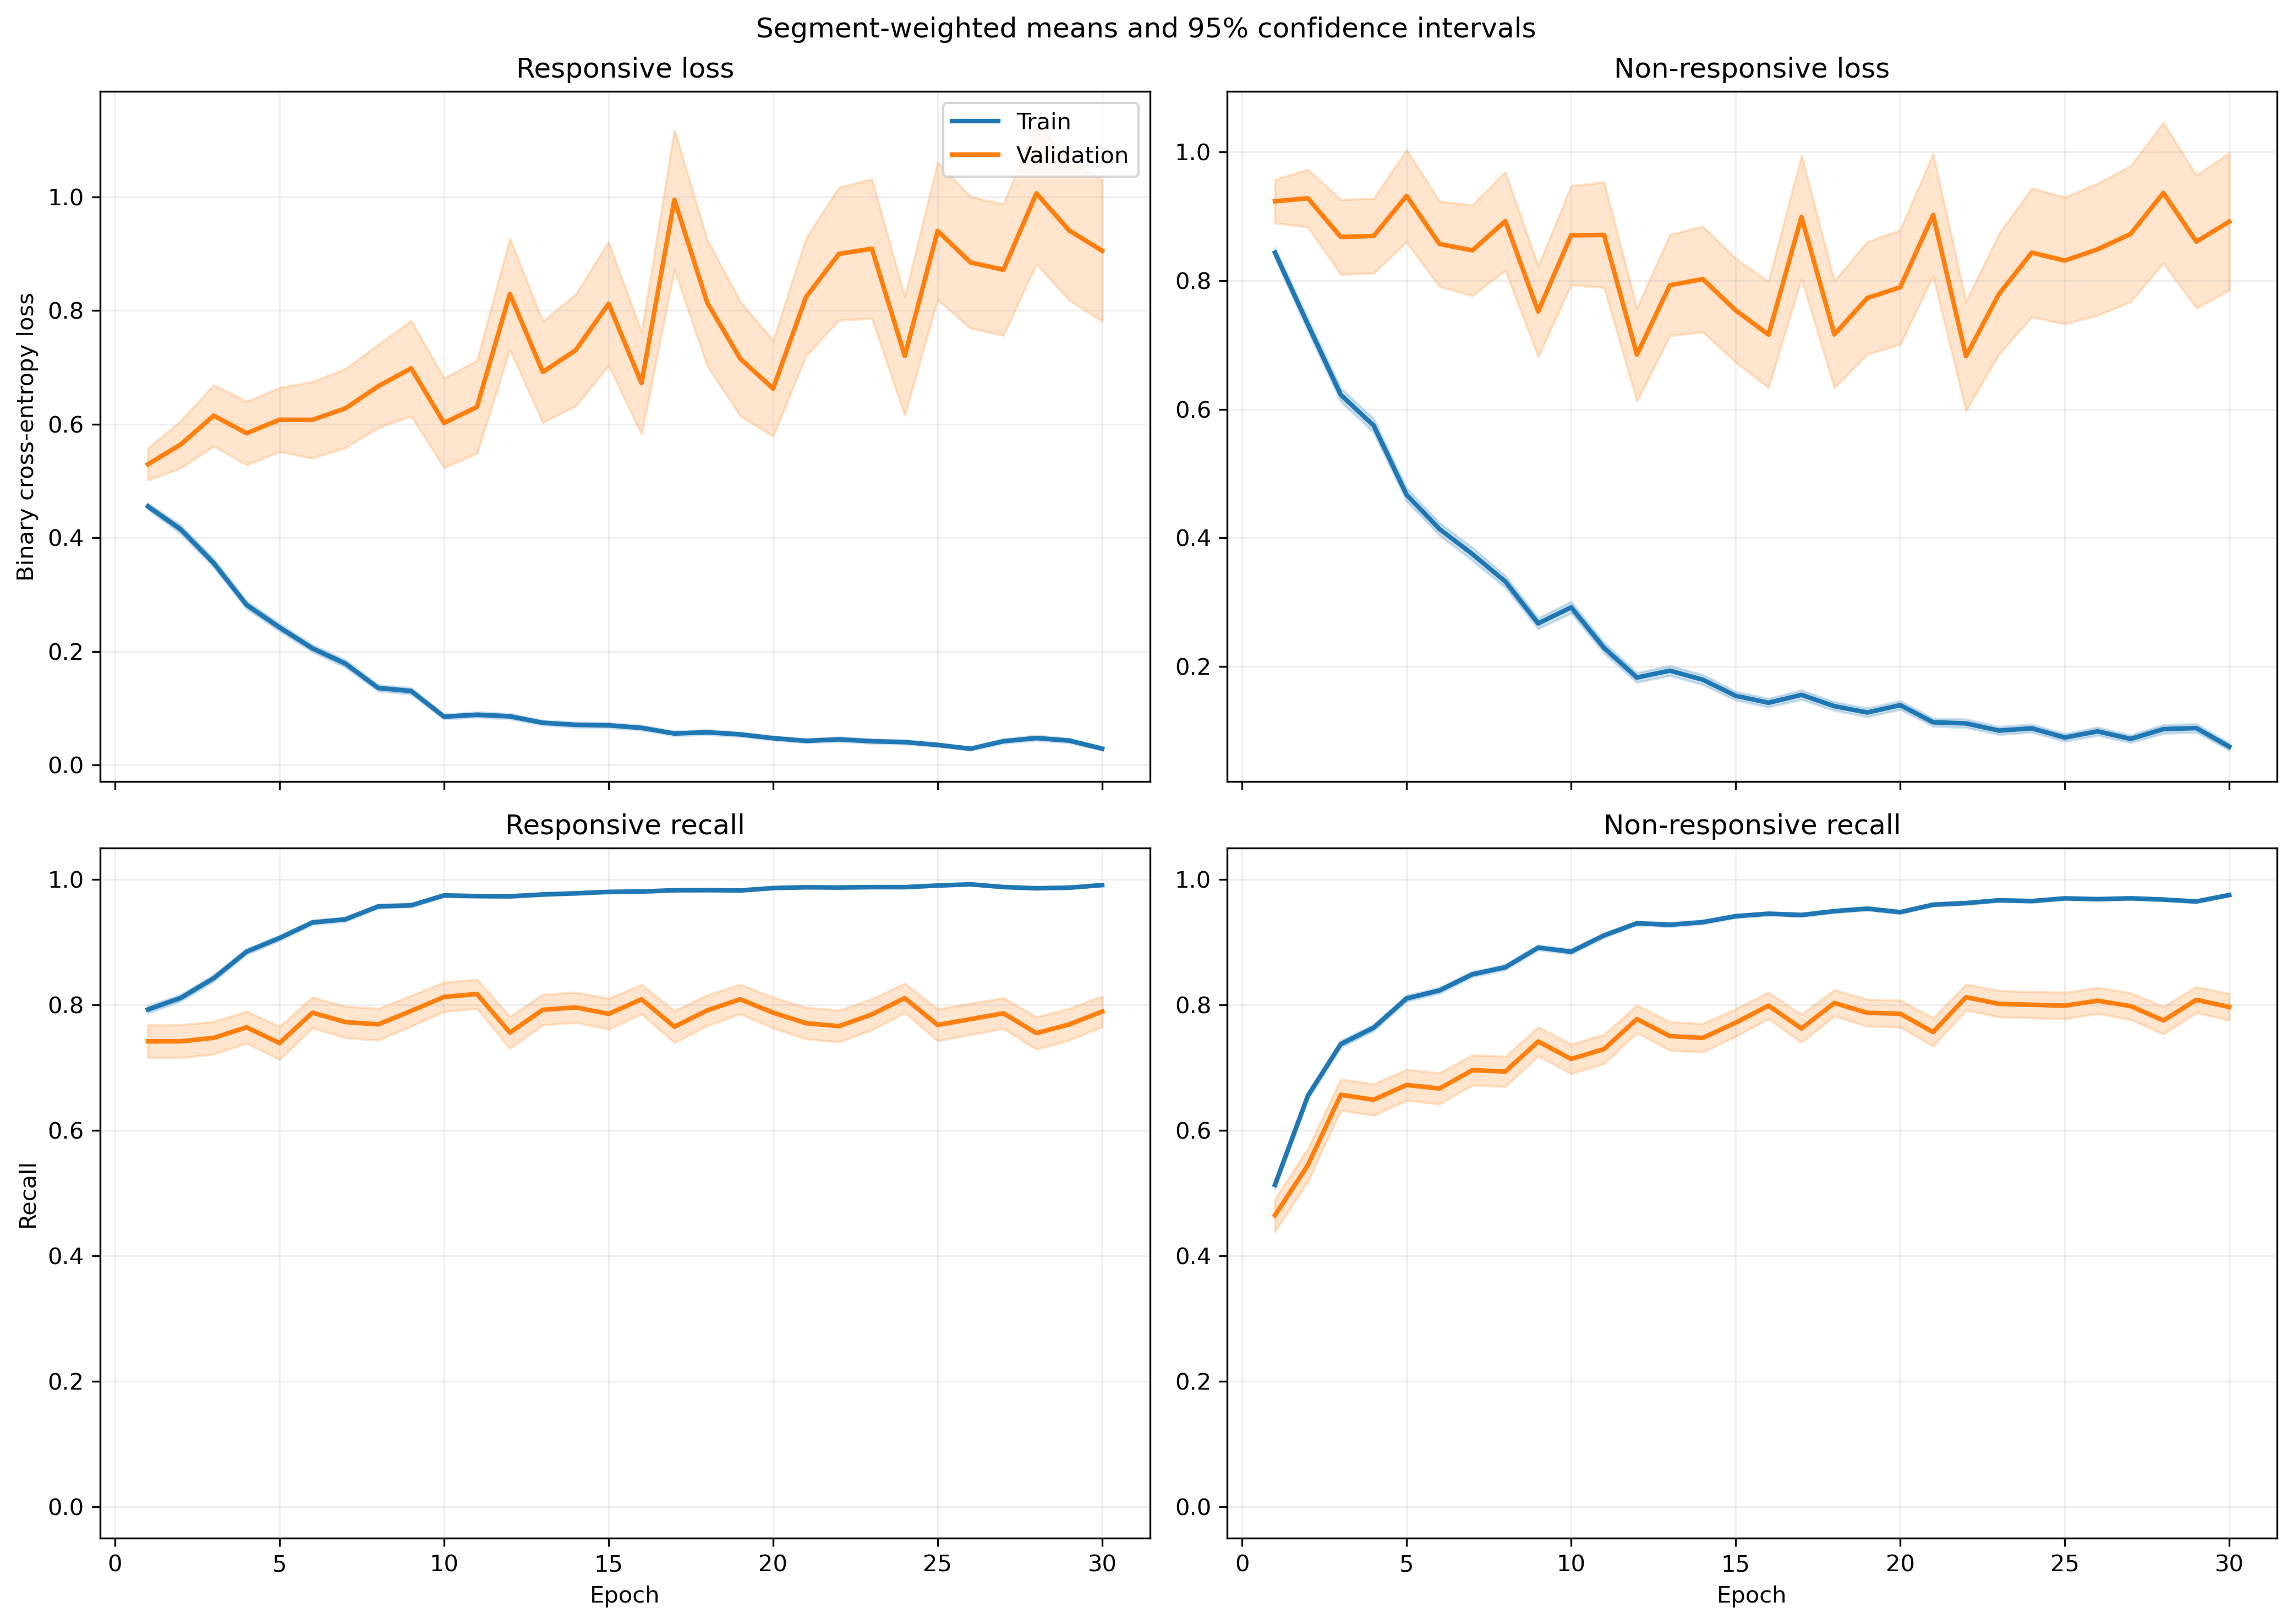 Segment-weighted means and 95% confidence intervals
Responsive loss
Non-responsive loss
Train
Validation
Binary cross-entropy loss
1.0
0.8
0.6
0.4
0.2
0.0
1.0
0.8
0.6
0.4
0.2
Responsive recall
Non-responsive recall
Recall
1.0
0.8
0.6
0.4
0.2
0.0
0 5 10 15 20 25 30
Epoch
1.0
0.8
0.6
0.4
0.2
0.0
0 5 10 15 20 25 30
Epoch